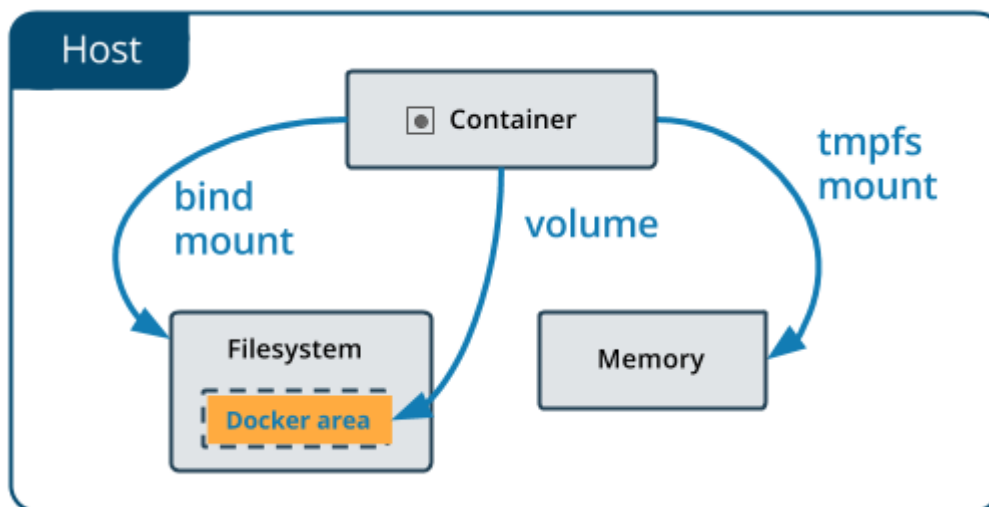 Host
Container
bind
mount
volume
tmpfs
mount
Filesystem
Docker area
Memory